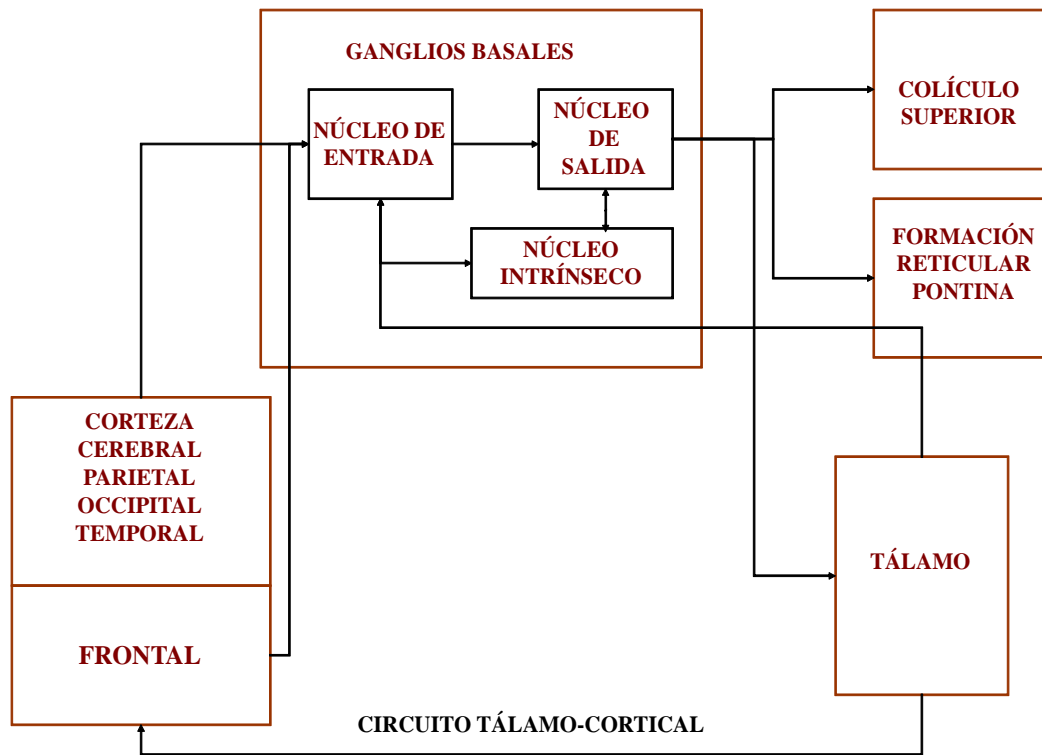 GANGLIOS BASALES
NÚCLEO DE
ENTRADA
NÚCLEO
DE
SALIDA
NÚCLEO
INTRÍNSECO
COLÍCULO
SUPERIOR
FORMACIÓN
RETICULAR
PONTINA
CORTEZA
CEREBRAL
PARIETAL
OCCIPITAL
TEMPORAL
FRONTAL
TÁLAMO
CIRCUITO TÁLAMO-CORTICAL